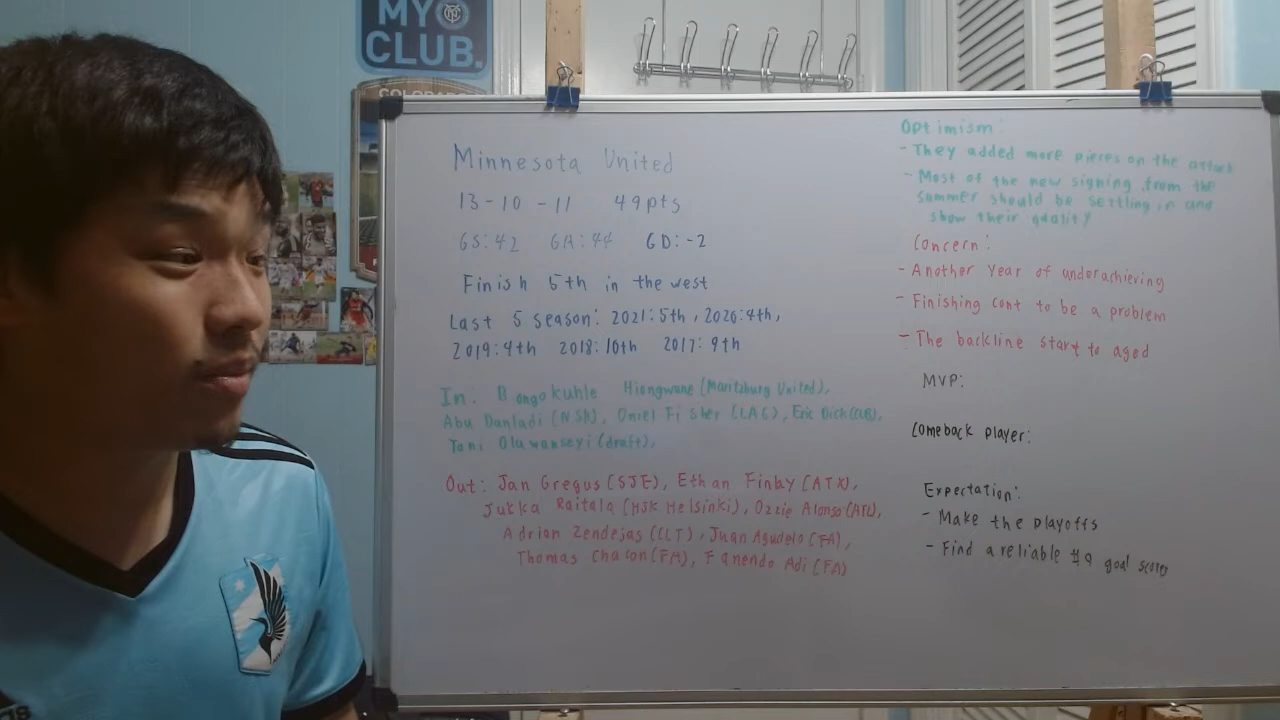 MY
CLUB.
COLORA
Minnesota United
13-10-11 49pts
GS:42 GA:44 GD:-2
Finish 5th in the west
Last 5 season: 2021:5th, 2020:4th,
2019:4th 2018:10th 2017:9th
In: Bongokuhle Hlongwane (Maritzburg United),
Abu Danladi (NSH), Oniel Fisher (LAG), Eric Dick (CLB),
Tani Oluwaseyi (draft),
Out: Jan Gregus (SJE), Ethan Finlay (ATX),
Jukka Raitala (HJK Helsinki), Ozzie Alonso (ATL),
Adrian Zendejas (CLT), Juan Agudelo (FA),
Thomas Chacon (FA), Fanendo Adi (FA)
Optimism:
- They added more pieces on the attack
- Most of the new signing from the
summer should be settling in and
show their quality
Concern:
- Another Year of underachieving
- Finishing cont to be a problem
- The backline start to aged
MVP:
Comeback player:
Expectation:
- Make the playoffs
- Find a reliable #9 goal scorer